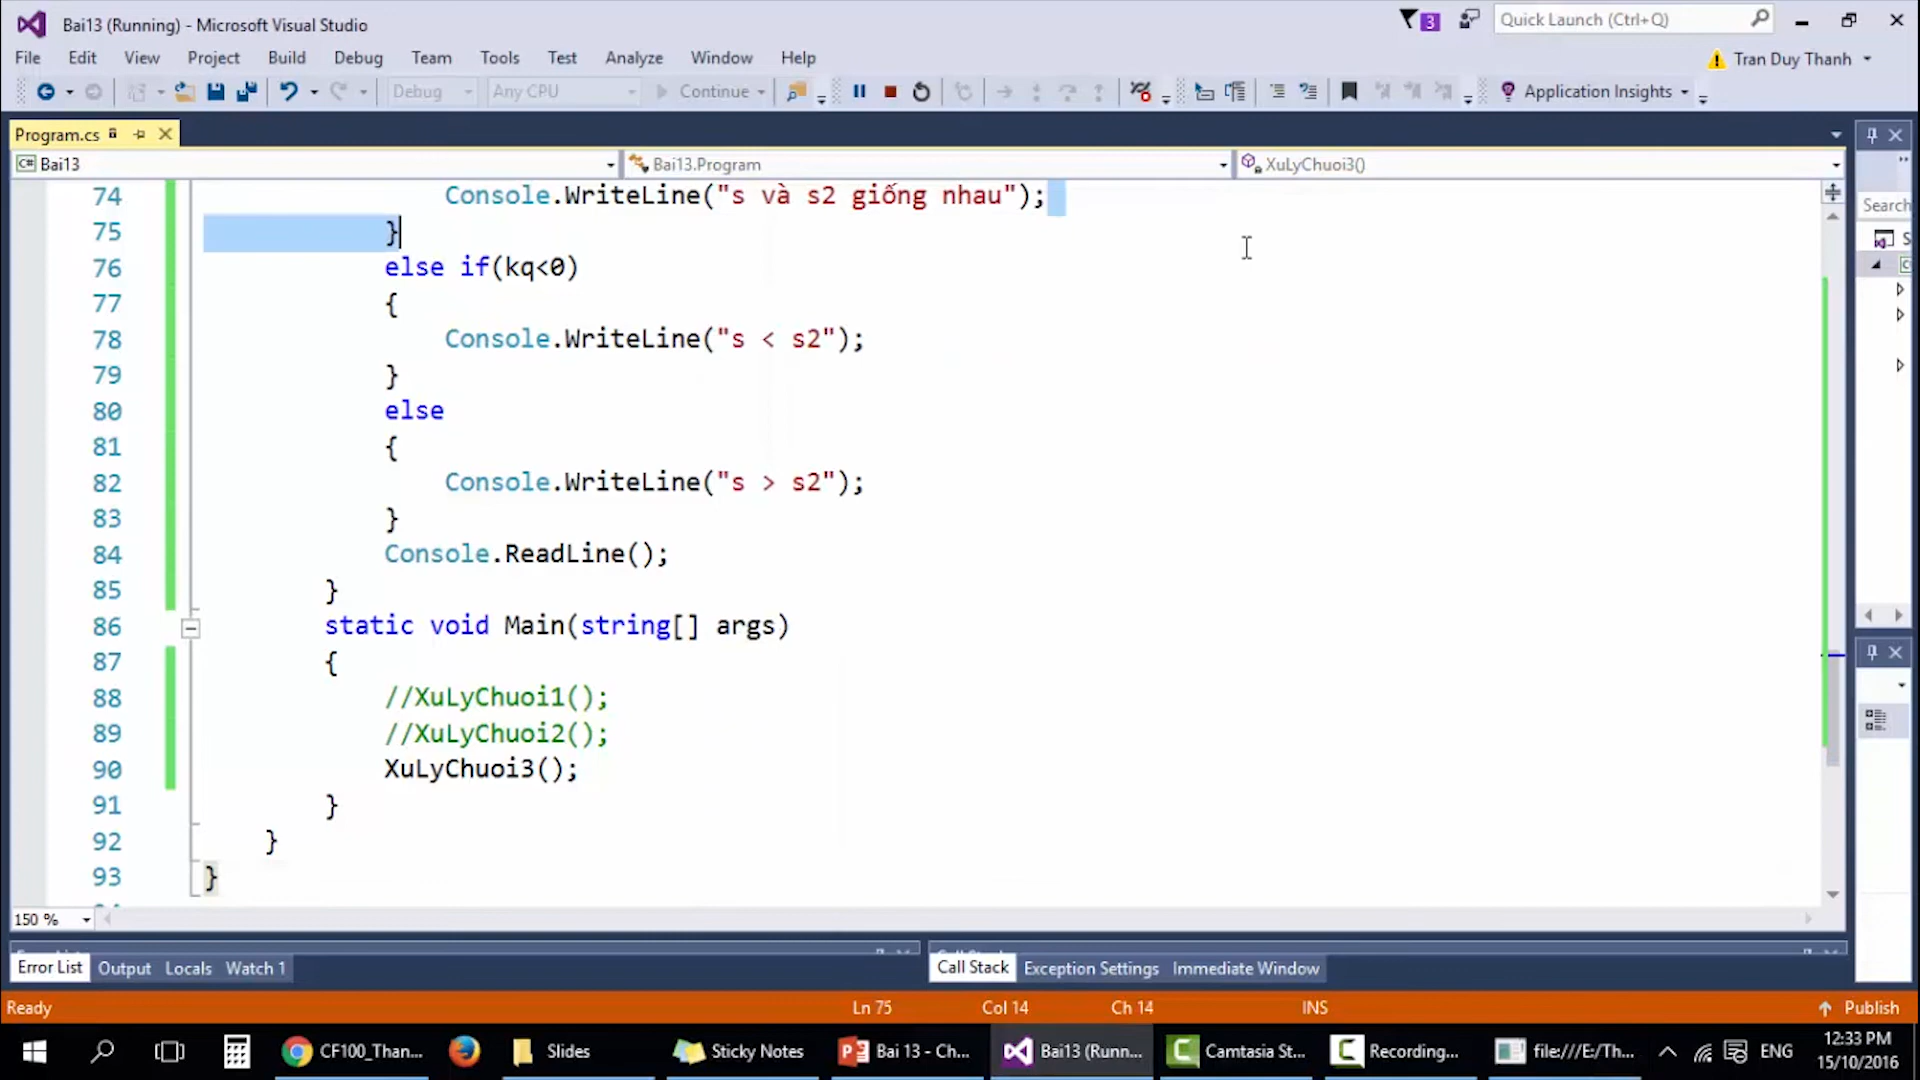 Bai13 (Running) - Microsoft Visual Studio
3
Quick Launch (Ctrl+Q)
File Edit View Project Build Debug Team Tools Test Analyze Window Help
Tran Duy Thanh
Debug Any CPU Continue Application Insights
Program.cs
C# Bai13 Bai13.Program XuLyChuoi3()
Search
74 Console.WriteLine("s và s2 giống nhau");
75 }
76 else if(kq<0)
77 {
78 Console.WriteLine("s < s2");
79 }
80 else
81 {
82 Console.WriteLine("s > s2");
83 }
84 Console.ReadLine();
85 }
86 static void Main(string[] args)
87 {
88 //XuLyChuoi1();
89 //XuLyChuoi2();
90 XuLyChuoi3();
91 }
92 }
93 }
150 %
Error List Output Locals Watch 1
Call Stack Exception Settings Immediate Window
Ready Ln 75 Col 14 Ch 14 INS Publish
CF100_Than... Slides Sticky Notes Bai 13 - Ch... Bai13 (Runn... Camtasia St... Recording... file:///E:/Th... ENG
12:33 PM
15/10/2016